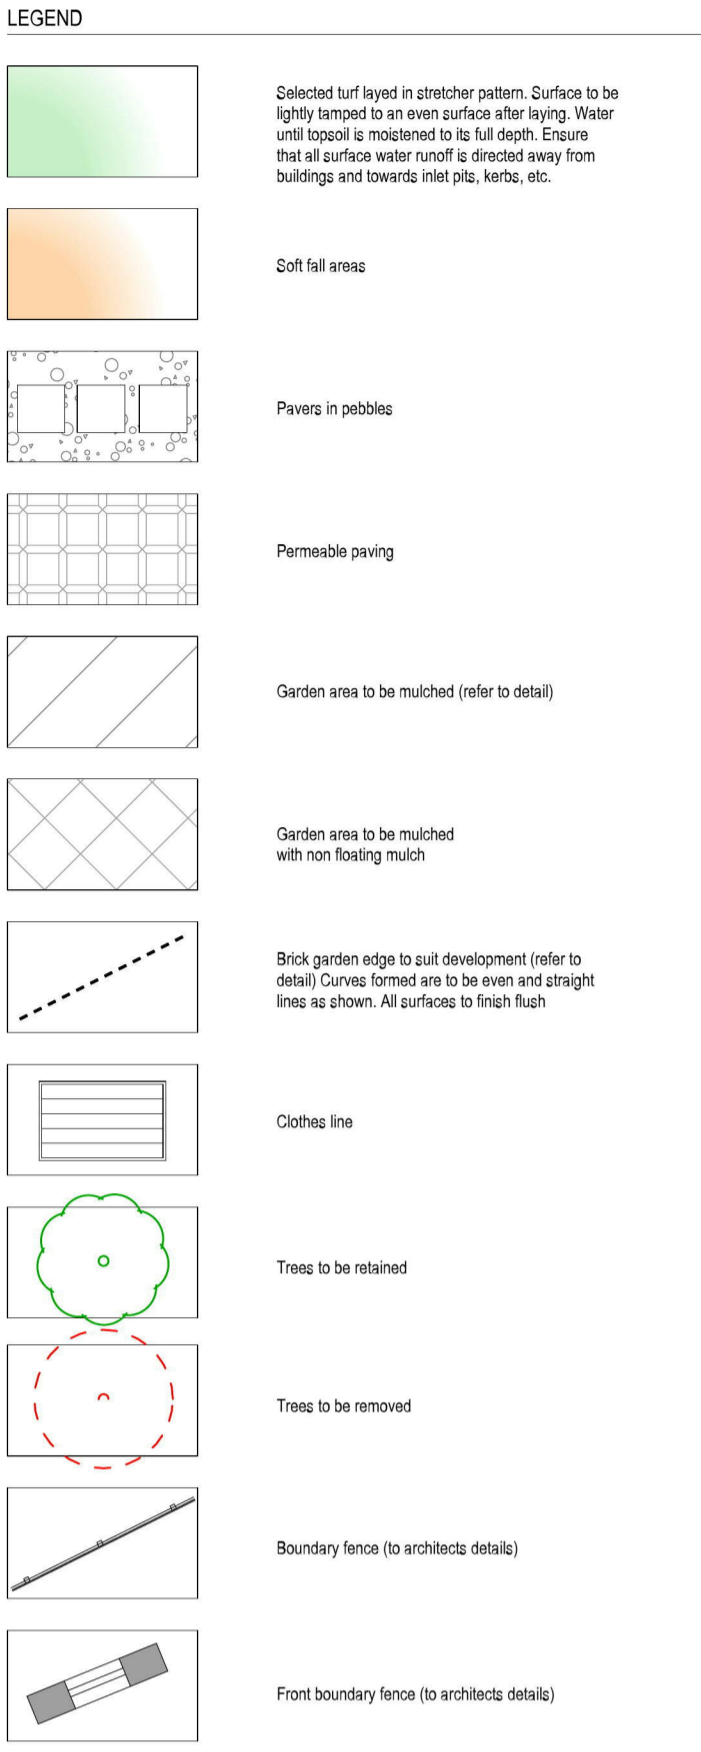 LEGEND
Selected turf layed in stretcher pattern. Surface to be
lightly tamped to an even surface after laying. Water
until topsoil is moistened to its full depth. Ensure
that all surface water runoff is directed away from
buildings and towards inlet pits, kerbs, etc.
Soft fall areas
Pavers in pebbles
Permeable paving
Garden area to be mulched (refer to detail)
Garden area to be mulched
with non floating mulch
Brick garden edge to suit development (refer to
detail) Curves formed are to be even and straight
lines as shown. All surfaces to finish flush
Clothes line
Trees to be retained
Trees to be removed
Boundary fence (to architects details)
Front boundary fence (to architects details)